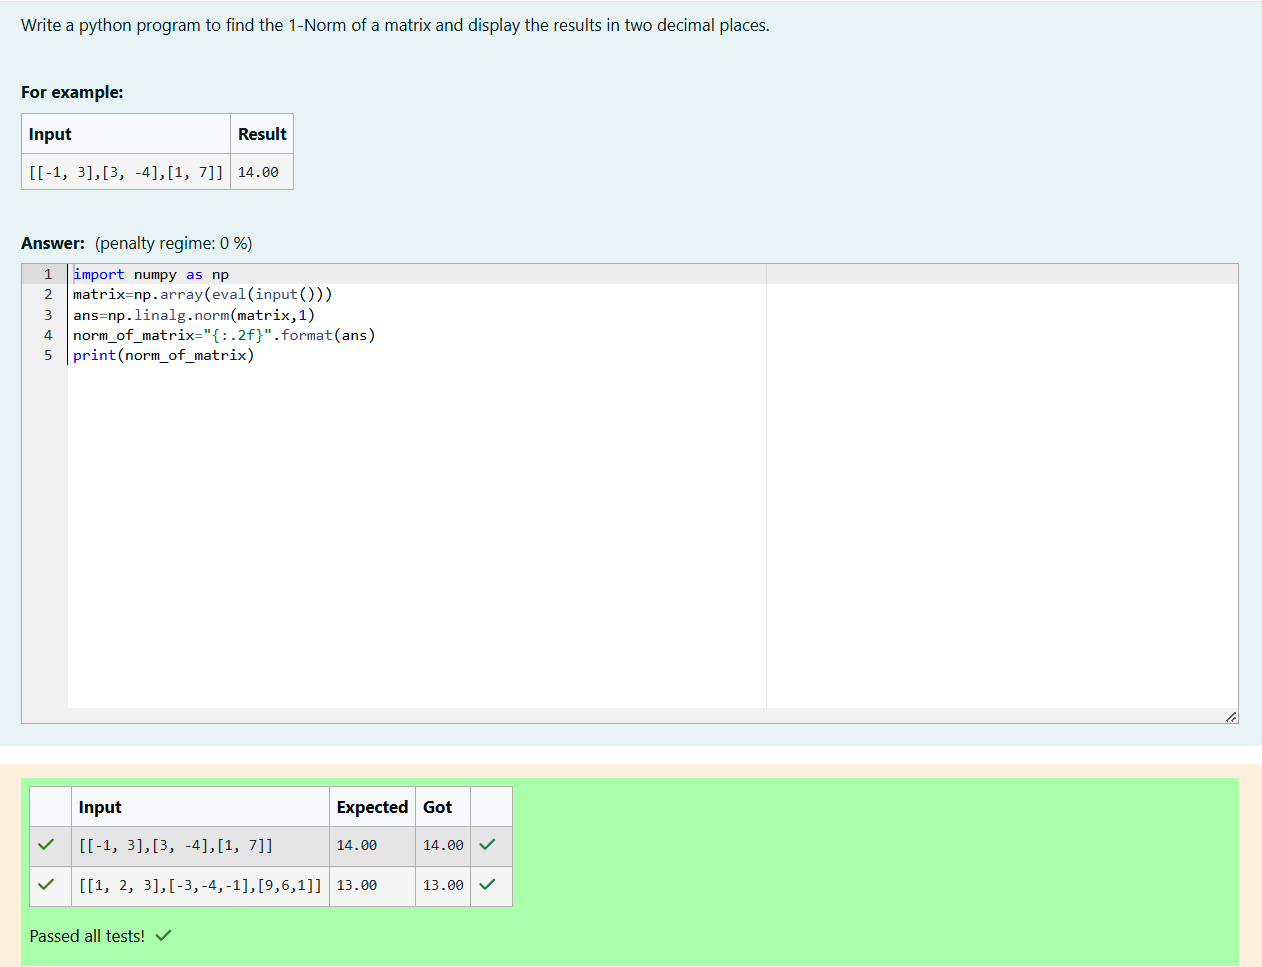 Write a python program to find the 1-Norm of a matrix and display the results in two decimal places.
For example:
Input Result
[[-1, 3],[3, -4],[1, 7]] 14.00
Answer: (penalty regime: 0 %)
1 import numpy as np
2 matrix=np.array(eval(input()))
3 ans=np.linalg.norm(matrix,1)
4 norm_of_matrix="{:.2f}".format(ans)
5 print(norm_of_matrix)
Input Expected Got
[[-1, 3],[3, -4],[1, 7]] 14.00 14.00
[[1, 2, 3],[-3,-4,-1],[9,6,1]] 13.00 13.00
Passed all tests!